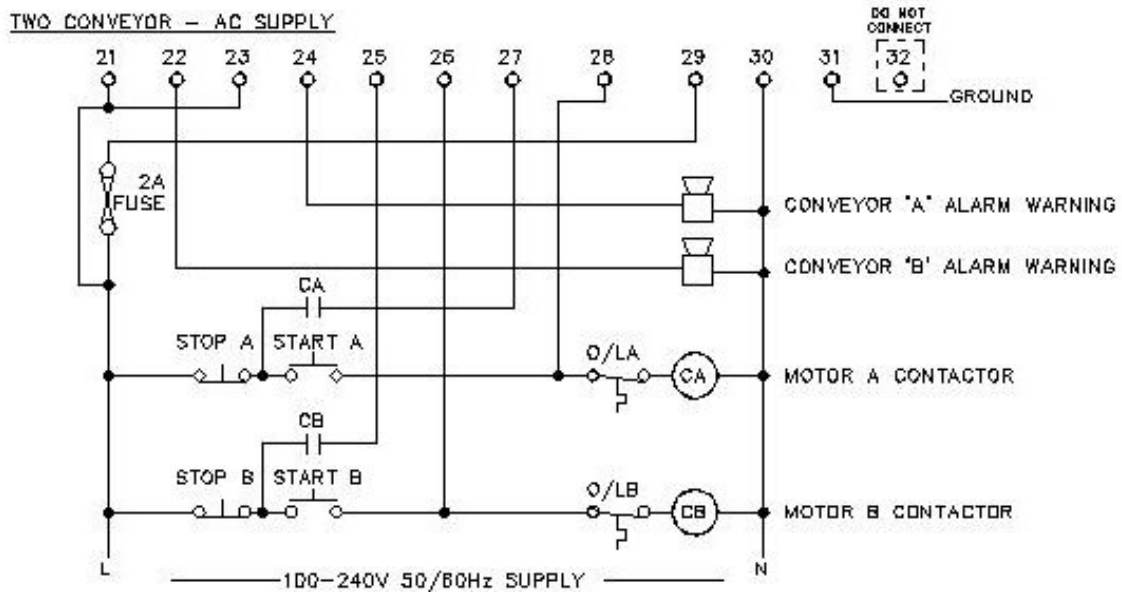 TWO CONVEYOR - AC SUPPLY
DO NOT
CONNECT
21 22 23 24 25 26 27 28 29 30 31 32
GROUND
2A
FUSE
CONVEYOR "A" ALARM WARNING
CONVEYOR "B" ALARM WARNING
CA
STOP A START A O/LA CA MOTOR A CONTACTOR
CB
STOP B START B O/LB CB MOTOR B CONTACTOR
L 100-240V 50/60Hz SUPPLY N